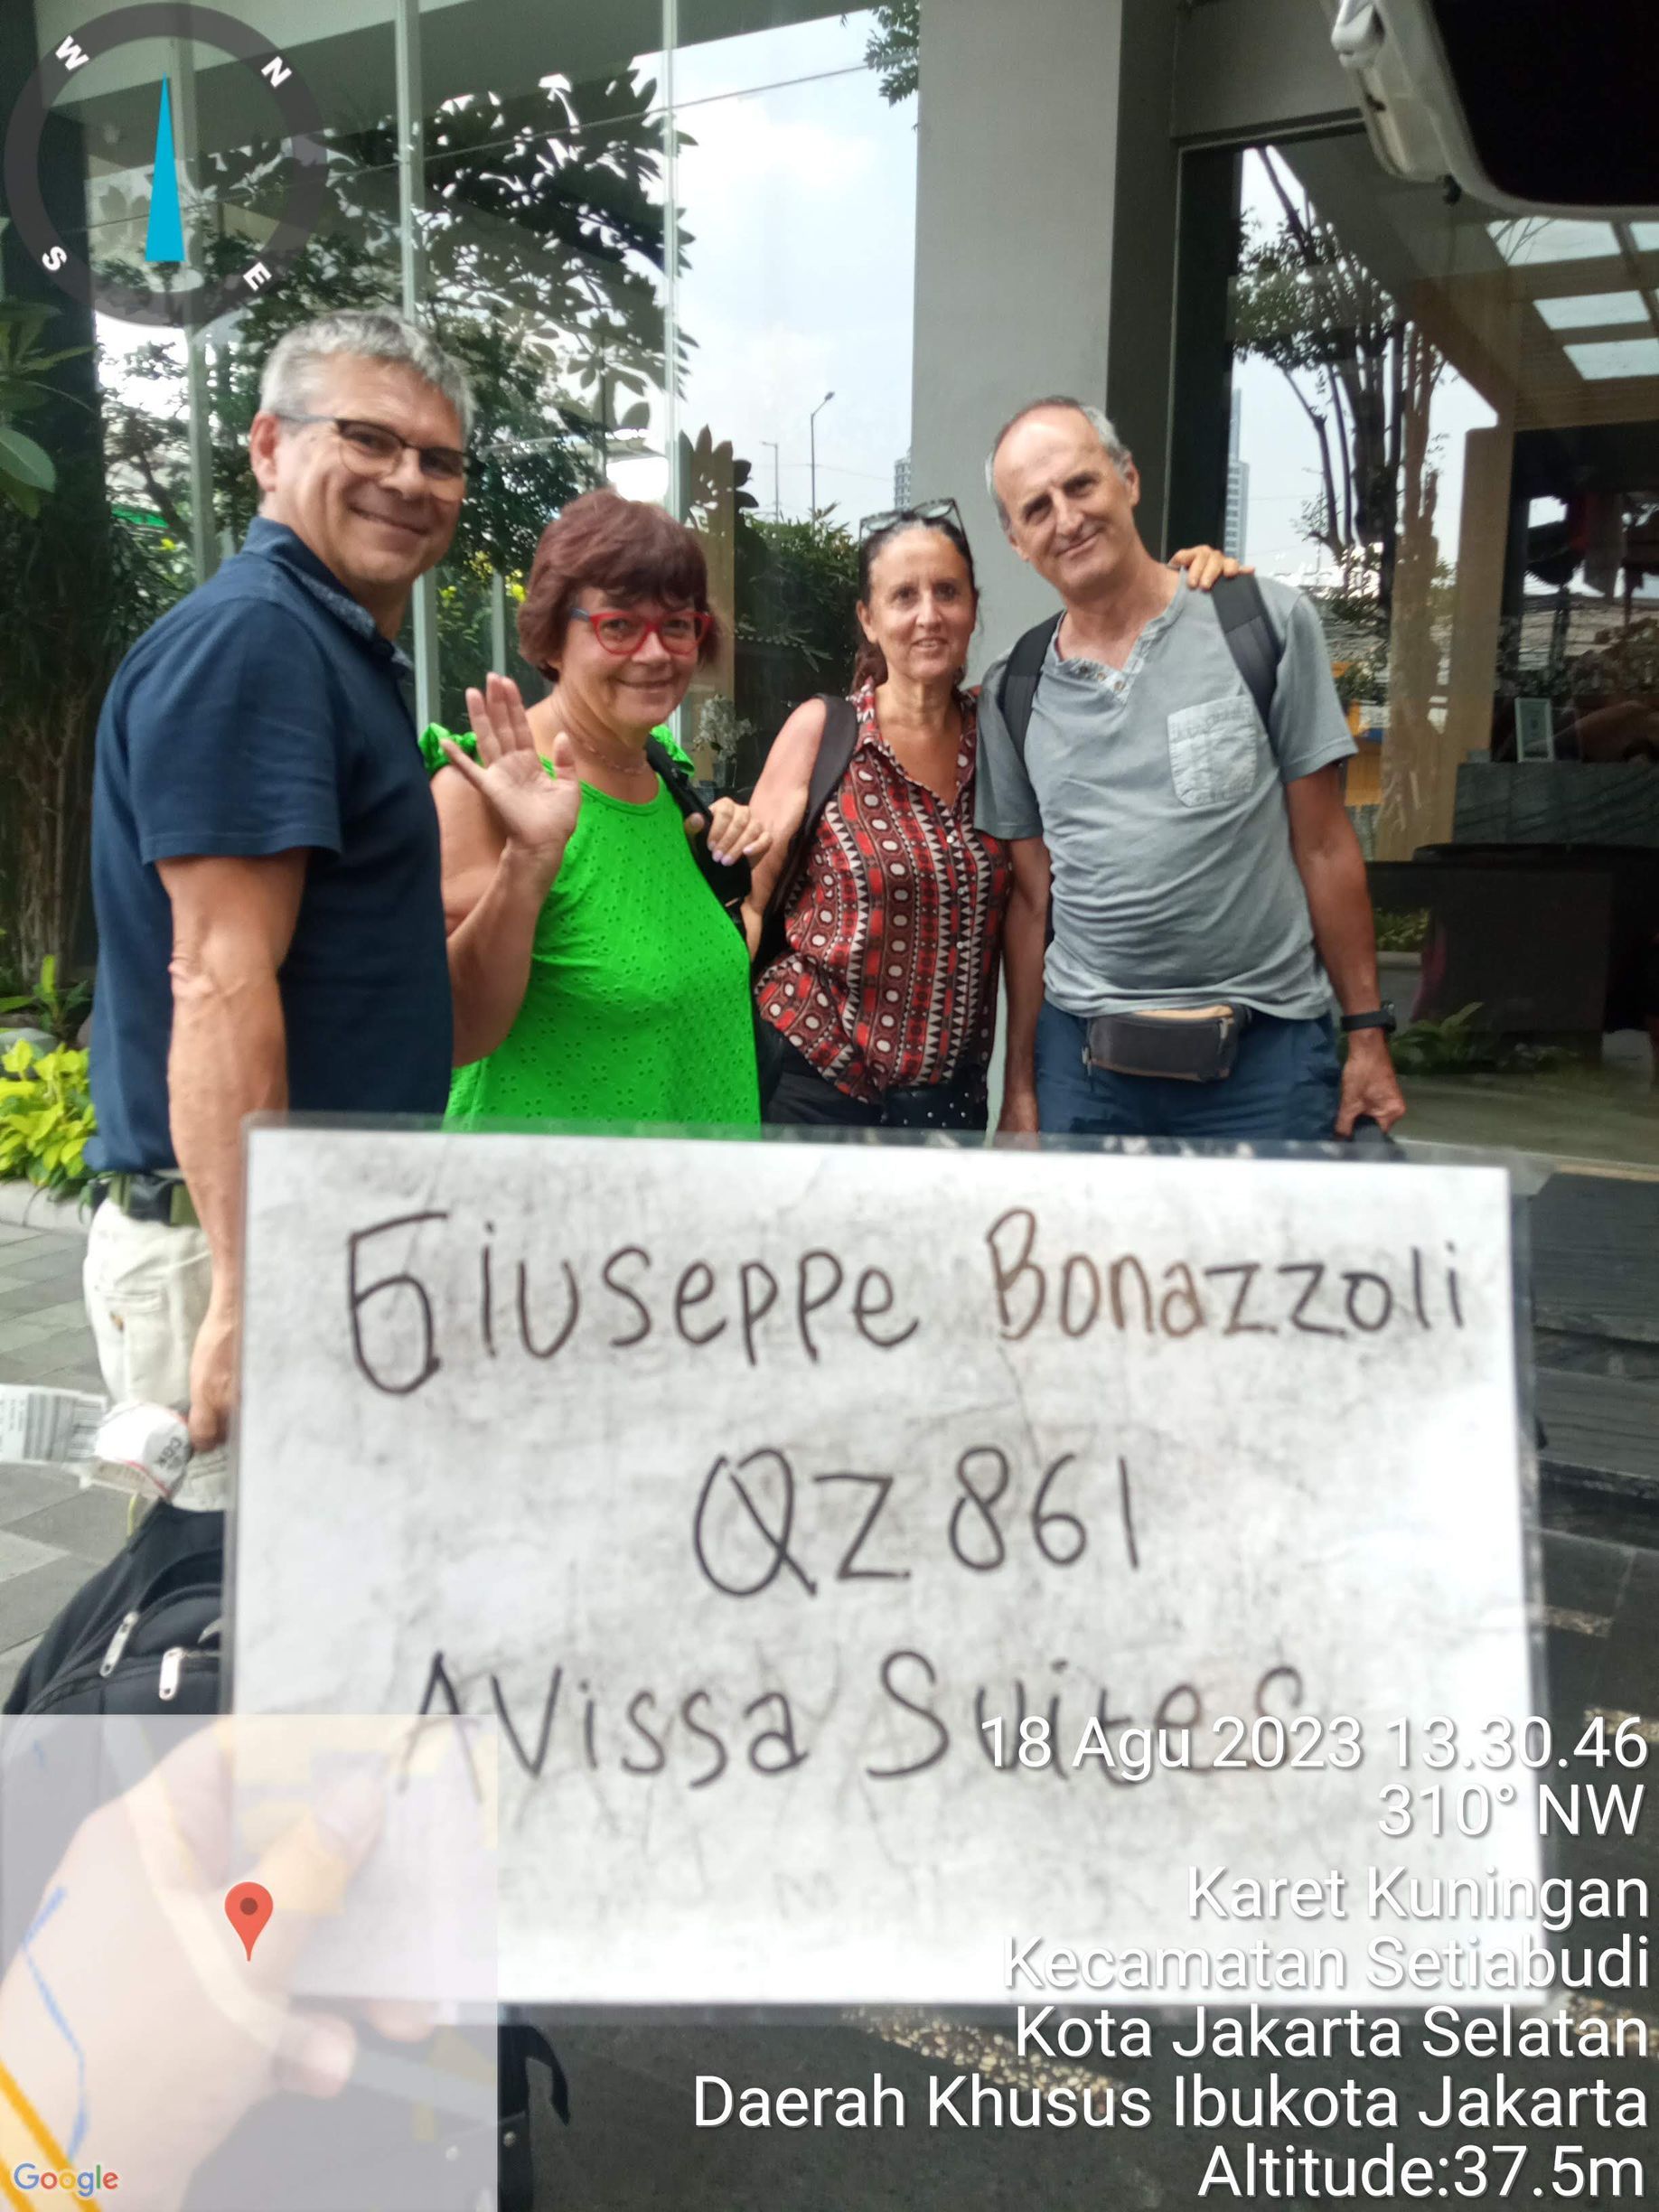 W
N
S
E
Giuseppe Bonazzoli
QZ 861
Avissa Suites
18 Agu 2023 13.30.46
310° NW
Karet Kuningan
Kecamatan Setiabudi
Kota Jakarta Selatan
Daerah Khusus Ibukota Jakarta
Altitude:37.5m
Google